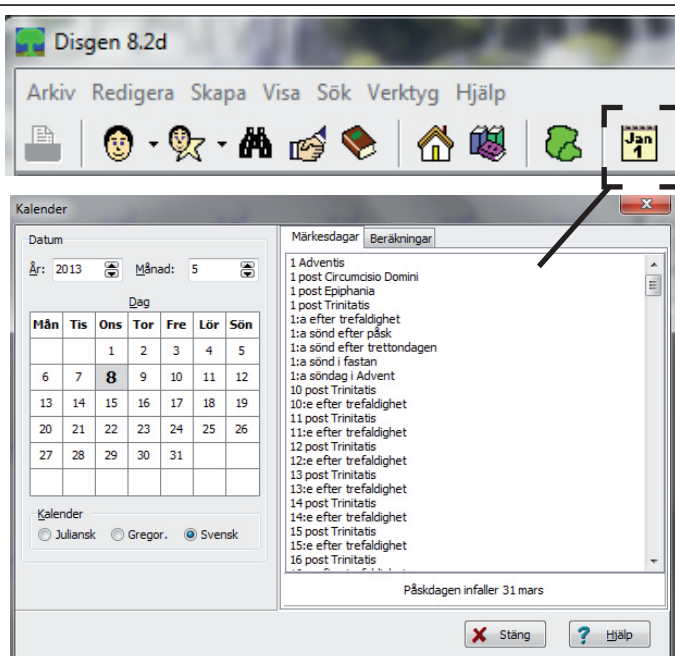 Disgen 8.2d
Arkiv Redigera Skapa Visa Sök Verktyg Hjälp
Jan
1
Kalender
Datum
År: 2013 Månad: 5
Dag
Mån Tis Ons Tor Fre Lör Sön
1 2 3 4 5
6 7 8 9 10 11 12
13 14 15 16 17 18 19
20 21 22 23 24 25 26
27 28 29 30 31
Kalender
Juliansk Gregor. Svensk
Märkesdagar Beräkningar
1 Adventis
1 post Circumcisio Domini
1 post Epiphania
1 post Trinitatis
1:a efter trefaldighet
1:a sönd efter påsk
1:a sönd efter trettondagen
1:a sönd i fastan
1:a söndag i Advent
10 post Trinitatis
10:e efter trefaldighet
11 post Trinitatis
11:e efter trefaldighet
12 post Trinitatis
12:e efter trefaldighet
13 post Trinitatis
13:e efter trefaldighet
14 post Trinitatis
14:e efter trefaldighet
15 post Trinitatis
15:e efter trefaldighet
16 post Trinitatis
Påskdagen infaller 31 mars
Stäng Hjälp